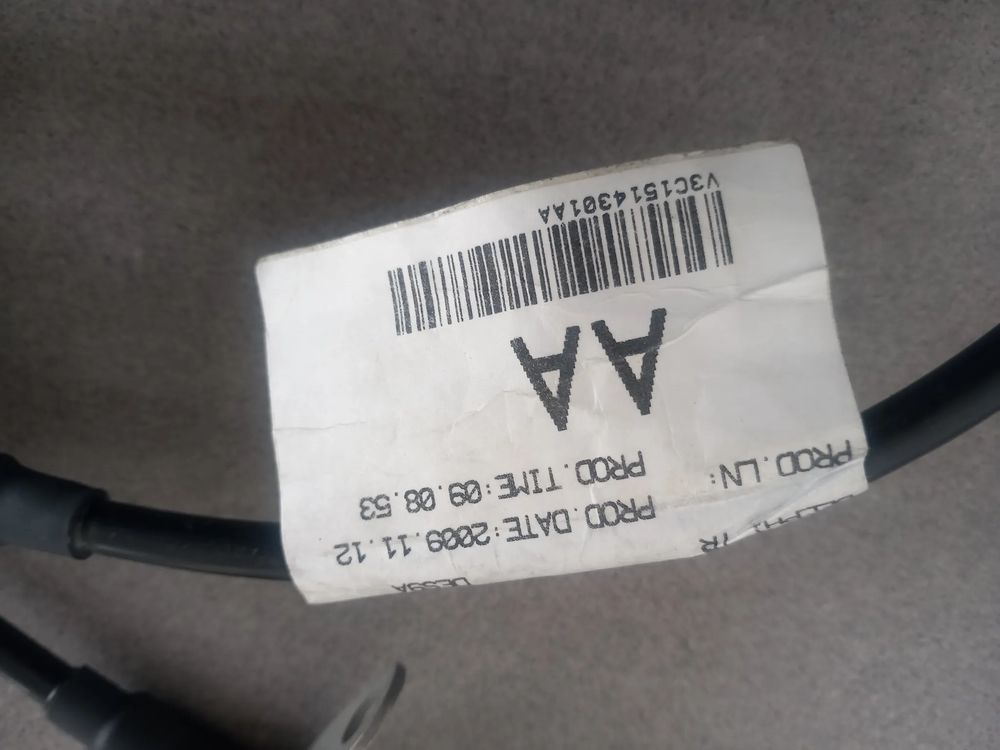 PROD.DATE:2009.11.12
PROD.LN: PROD.TIME:09.08.53
AA
V3C1514301AA